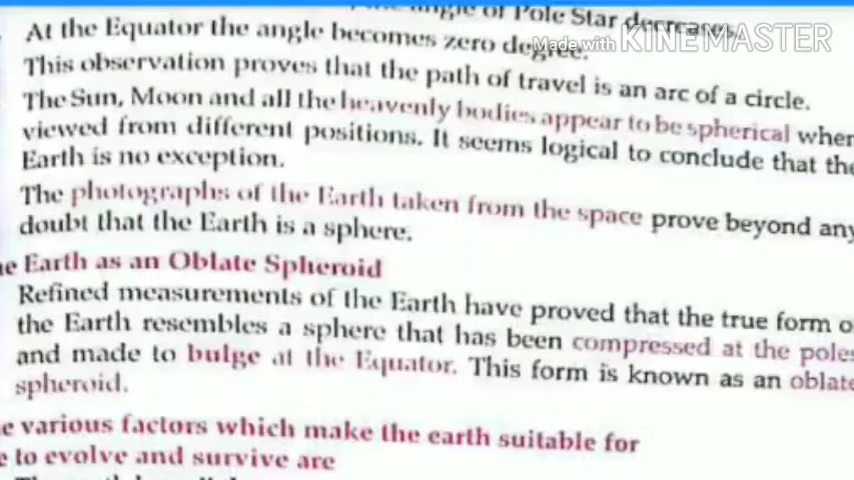 angle of Pole Star decreases.
At the Equator the angle becomes zero degree.
Made with KINEMASTER
This observation proves that the path of travel is an arc of a circle.
The Sun, Moon and all the heavenly bodies appear to be spherical when
viewed from different positions. It seems logical to conclude that the
Earth is no exception.
The photographs of the Earth taken from the space prove beyond any
doubt that the Earth is a sphere.
e Earth as an Oblate Spheroid
Refined measurements of the Earth have proved that the true form o
the Earth resembles a sphere that has been compressed at the poles
and made to bulge at the Equator. This form is known as an oblate
spheroid.
e various factors which make the earth suitable for
e to evolve and survive are